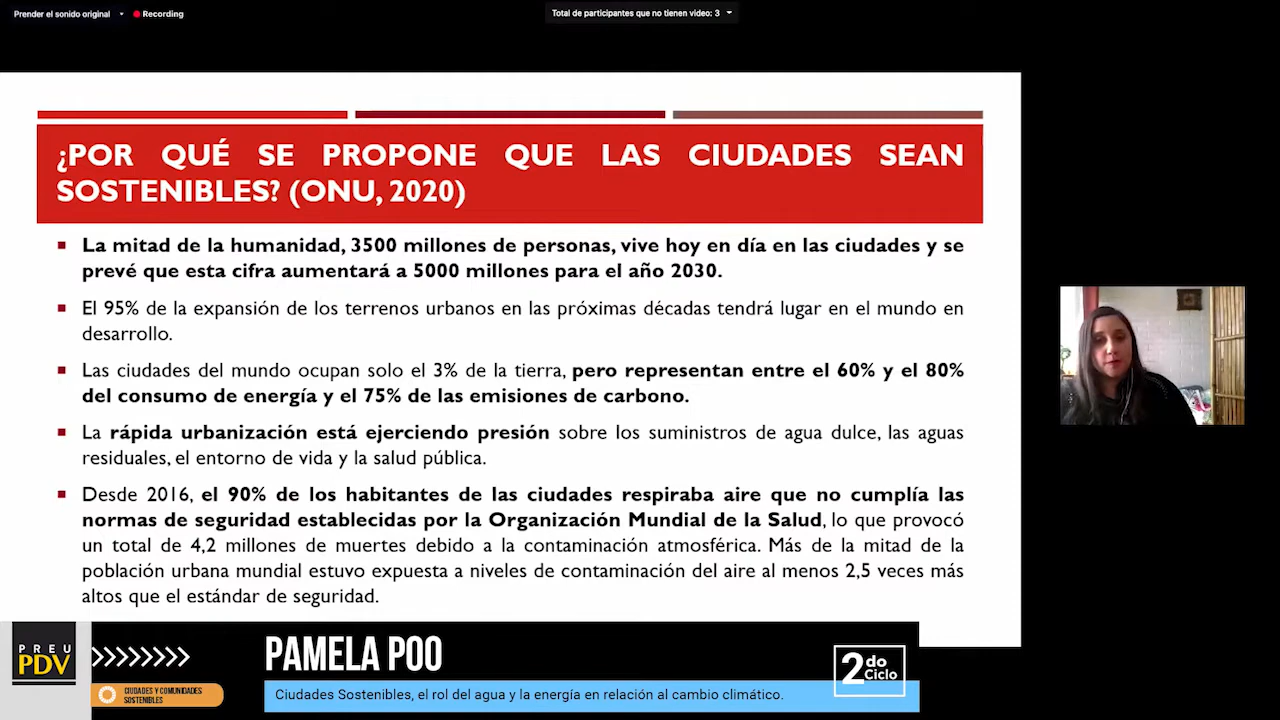 Prender el sonido original
Recording
Total de participantes que no tienen video: 3
¿POR QUÉ SE PROPONE QUE LAS CIUDADES SEAN
SOSTENIBLES? (ONU, 2020)
La mitad de la humanidad, 3500 millones de personas, vive hoy en día en las ciudades y se
prevé que esta cifra aumentará a 5000 millones para el año 2030.
El 95% de la expansión de los terrenos urbanos en las próximas décadas tendrá lugar en el mundo en
desarrollo.
Las ciudades del mundo ocupan solo el 3% de la tierra, pero representan entre el 60% y el 80%
del consumo de energía y el 75% de las emisiones de carbono.
La rápida urbanización está ejerciendo presión sobre los suministros de agua dulce, las aguas
residuales, el entorno de vida y la salud pública.
Desde 2016, el 90% de los habitantes de las ciudades respiraba aire que no cumplía las
normas de seguridad establecidas por la Organización Mundial de la Salud, lo que provocó
un total de 4,2 millones de muertes debido a la contaminación atmosférica. Más de la mitad de la
población urbana mundial estuvo expuesta a niveles de contaminación del aire al menos 2,5 veces más
altos que el estándar de seguridad.
PREU
PDV
CIUDADES Y COMUNIDADES
SOSTENIBLES
PAMELA POO
Ciudades Sostenibles, el rol del agua y la energía en relación al cambio climático.
2do
Ciclo